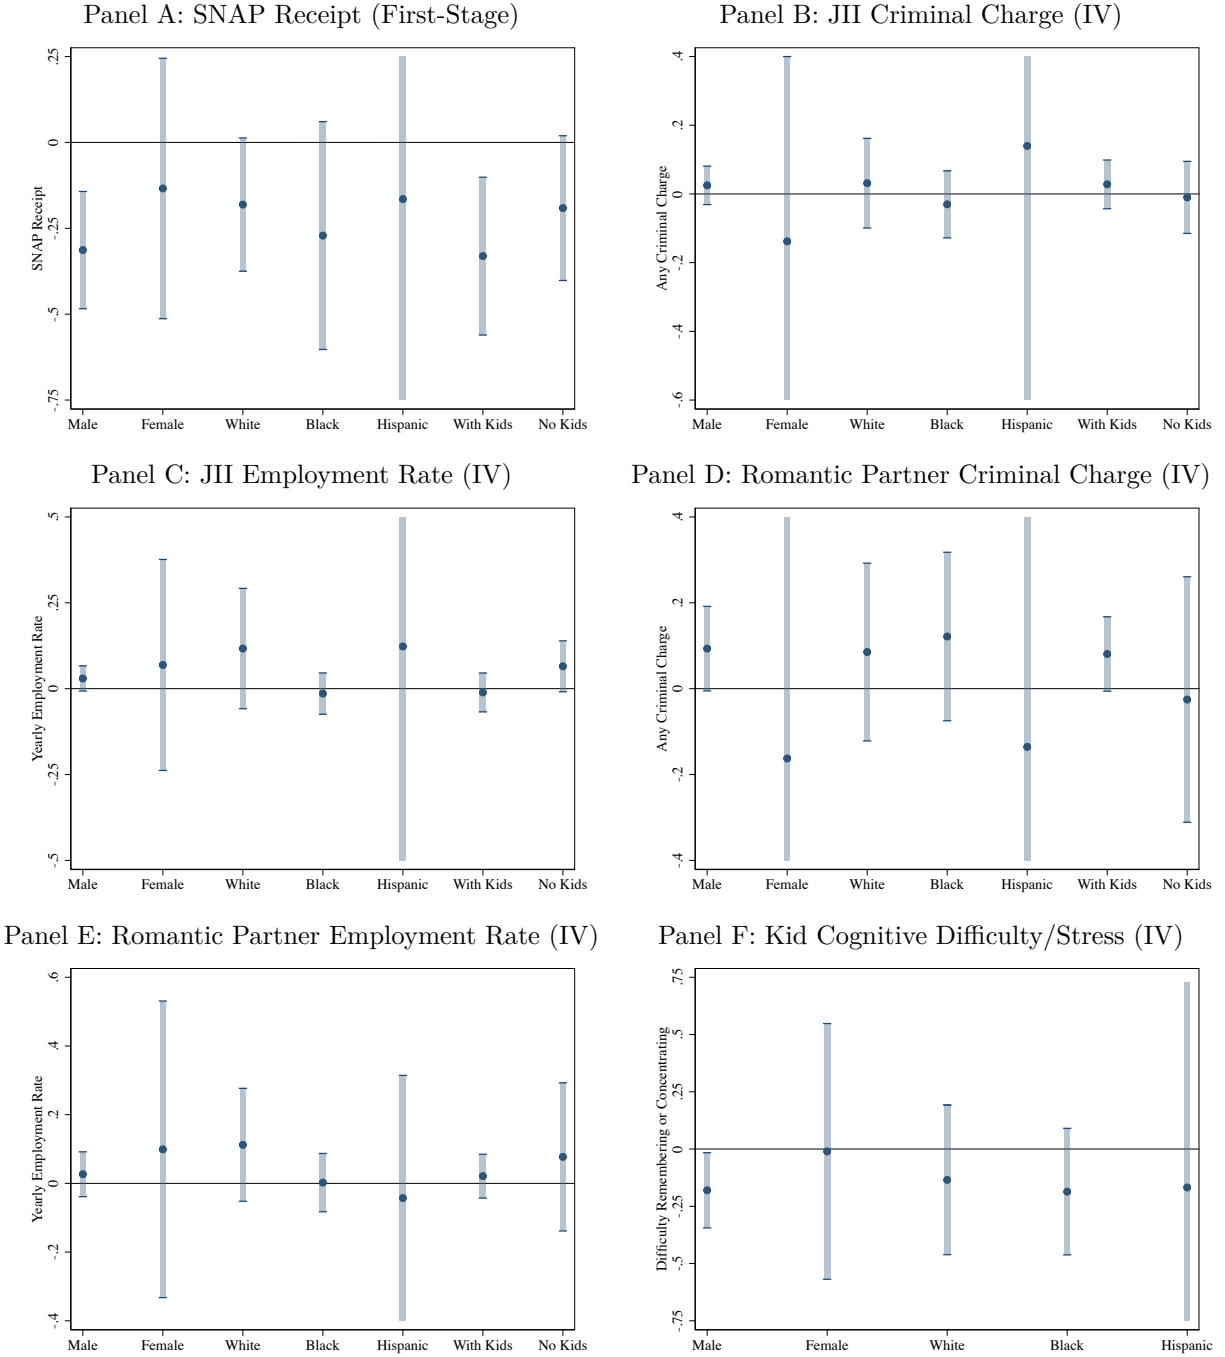 Panel A: SNAP Receipt (First-Stage)
SNAP Receipt
.25
0
-.25
-.5
-.75
Male Female White Black Hispanic With Kids No Kids
Panel B: JII Criminal Charge (IV)
Any Criminal Charge
.4
.2
0
-.2
-.4
-.6
Male Female White Black Hispanic With Kids No Kids
Panel C: JII Employment Rate (IV)
Yearly Employment Rate
.5
.25
0
-.25
-.5
Male Female White Black Hispanic With Kids No Kids
Panel D: Romantic Partner Criminal Charge (IV)
Any Criminal Charge
.4
.2
0
-.2
-.4
Male Female White Black Hispanic With Kids No Kids
Panel E: Romantic Partner Employment Rate (IV)
Yearly Employment Rate
.6
.4
.2
0
-.2
-.4
Male Female White Black Hispanic With Kids No Kids
Panel F: Kid Cognitive Difficulty/Stress (IV)
Difficulty Remembering or Concentrating
.75
.5
.25
0
-.25
-.5
-.75
Male Female White Black Hispanic